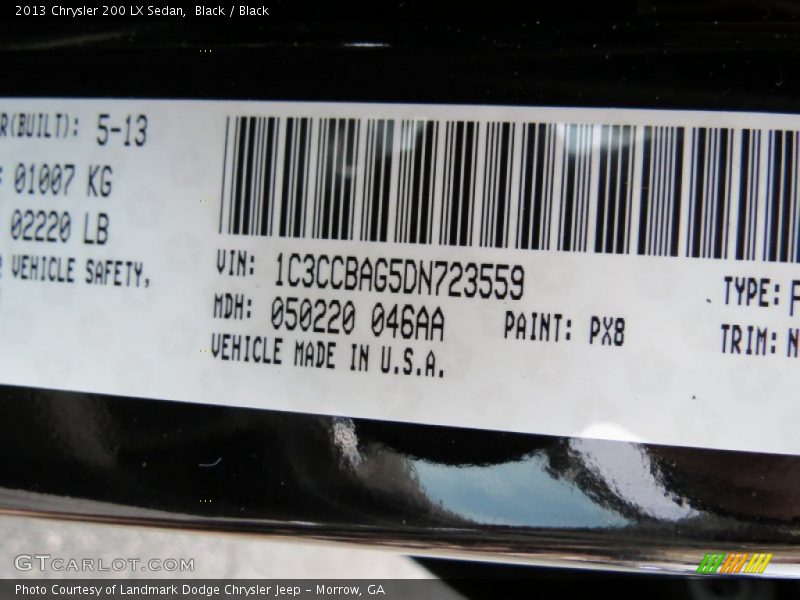 2013 Chrysler 200 LX Sedan,  Black / Black
R(BUILT): 5-13
: 01007 KG
02220 LB
VEHICLE SAFETY,
VIN: 1C3CCBAG5DN723559
TYPE:
MDH: 050220 046AA
PAINT: PX8
TRIM: N
VEHICLE MADE IN U.S.A.
GTCARLOT.COM
Photo Courtesy of Landmark Dodge Chrysler Jeep – Morrow, GA